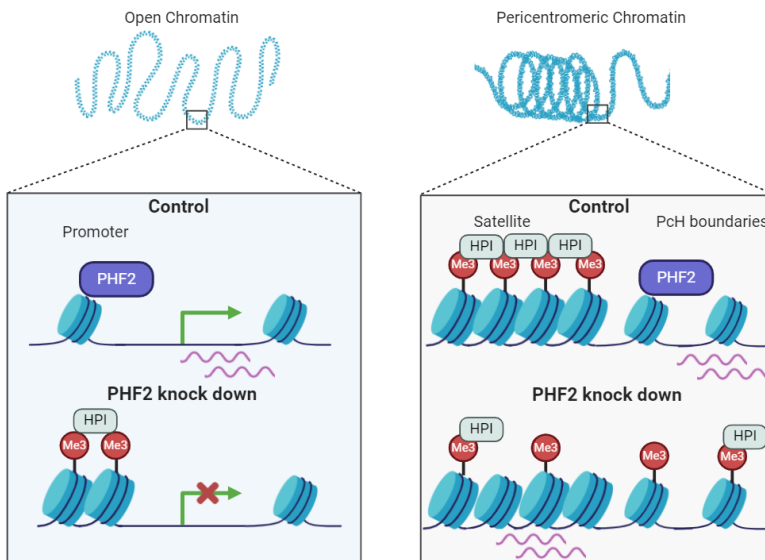 Open Chromatin
Pericentromeric Chromatin
Control
Promoter
PHF2
PHF2 knock down
HPI
Me3 Me3
Control
Satellite PcH boundaries
HPI HPI HPI
Me3 Me3 Me3 Me3
PHF2
PHF2 knock down
HPI
Me3 Me3 Me3 Me3
HPI